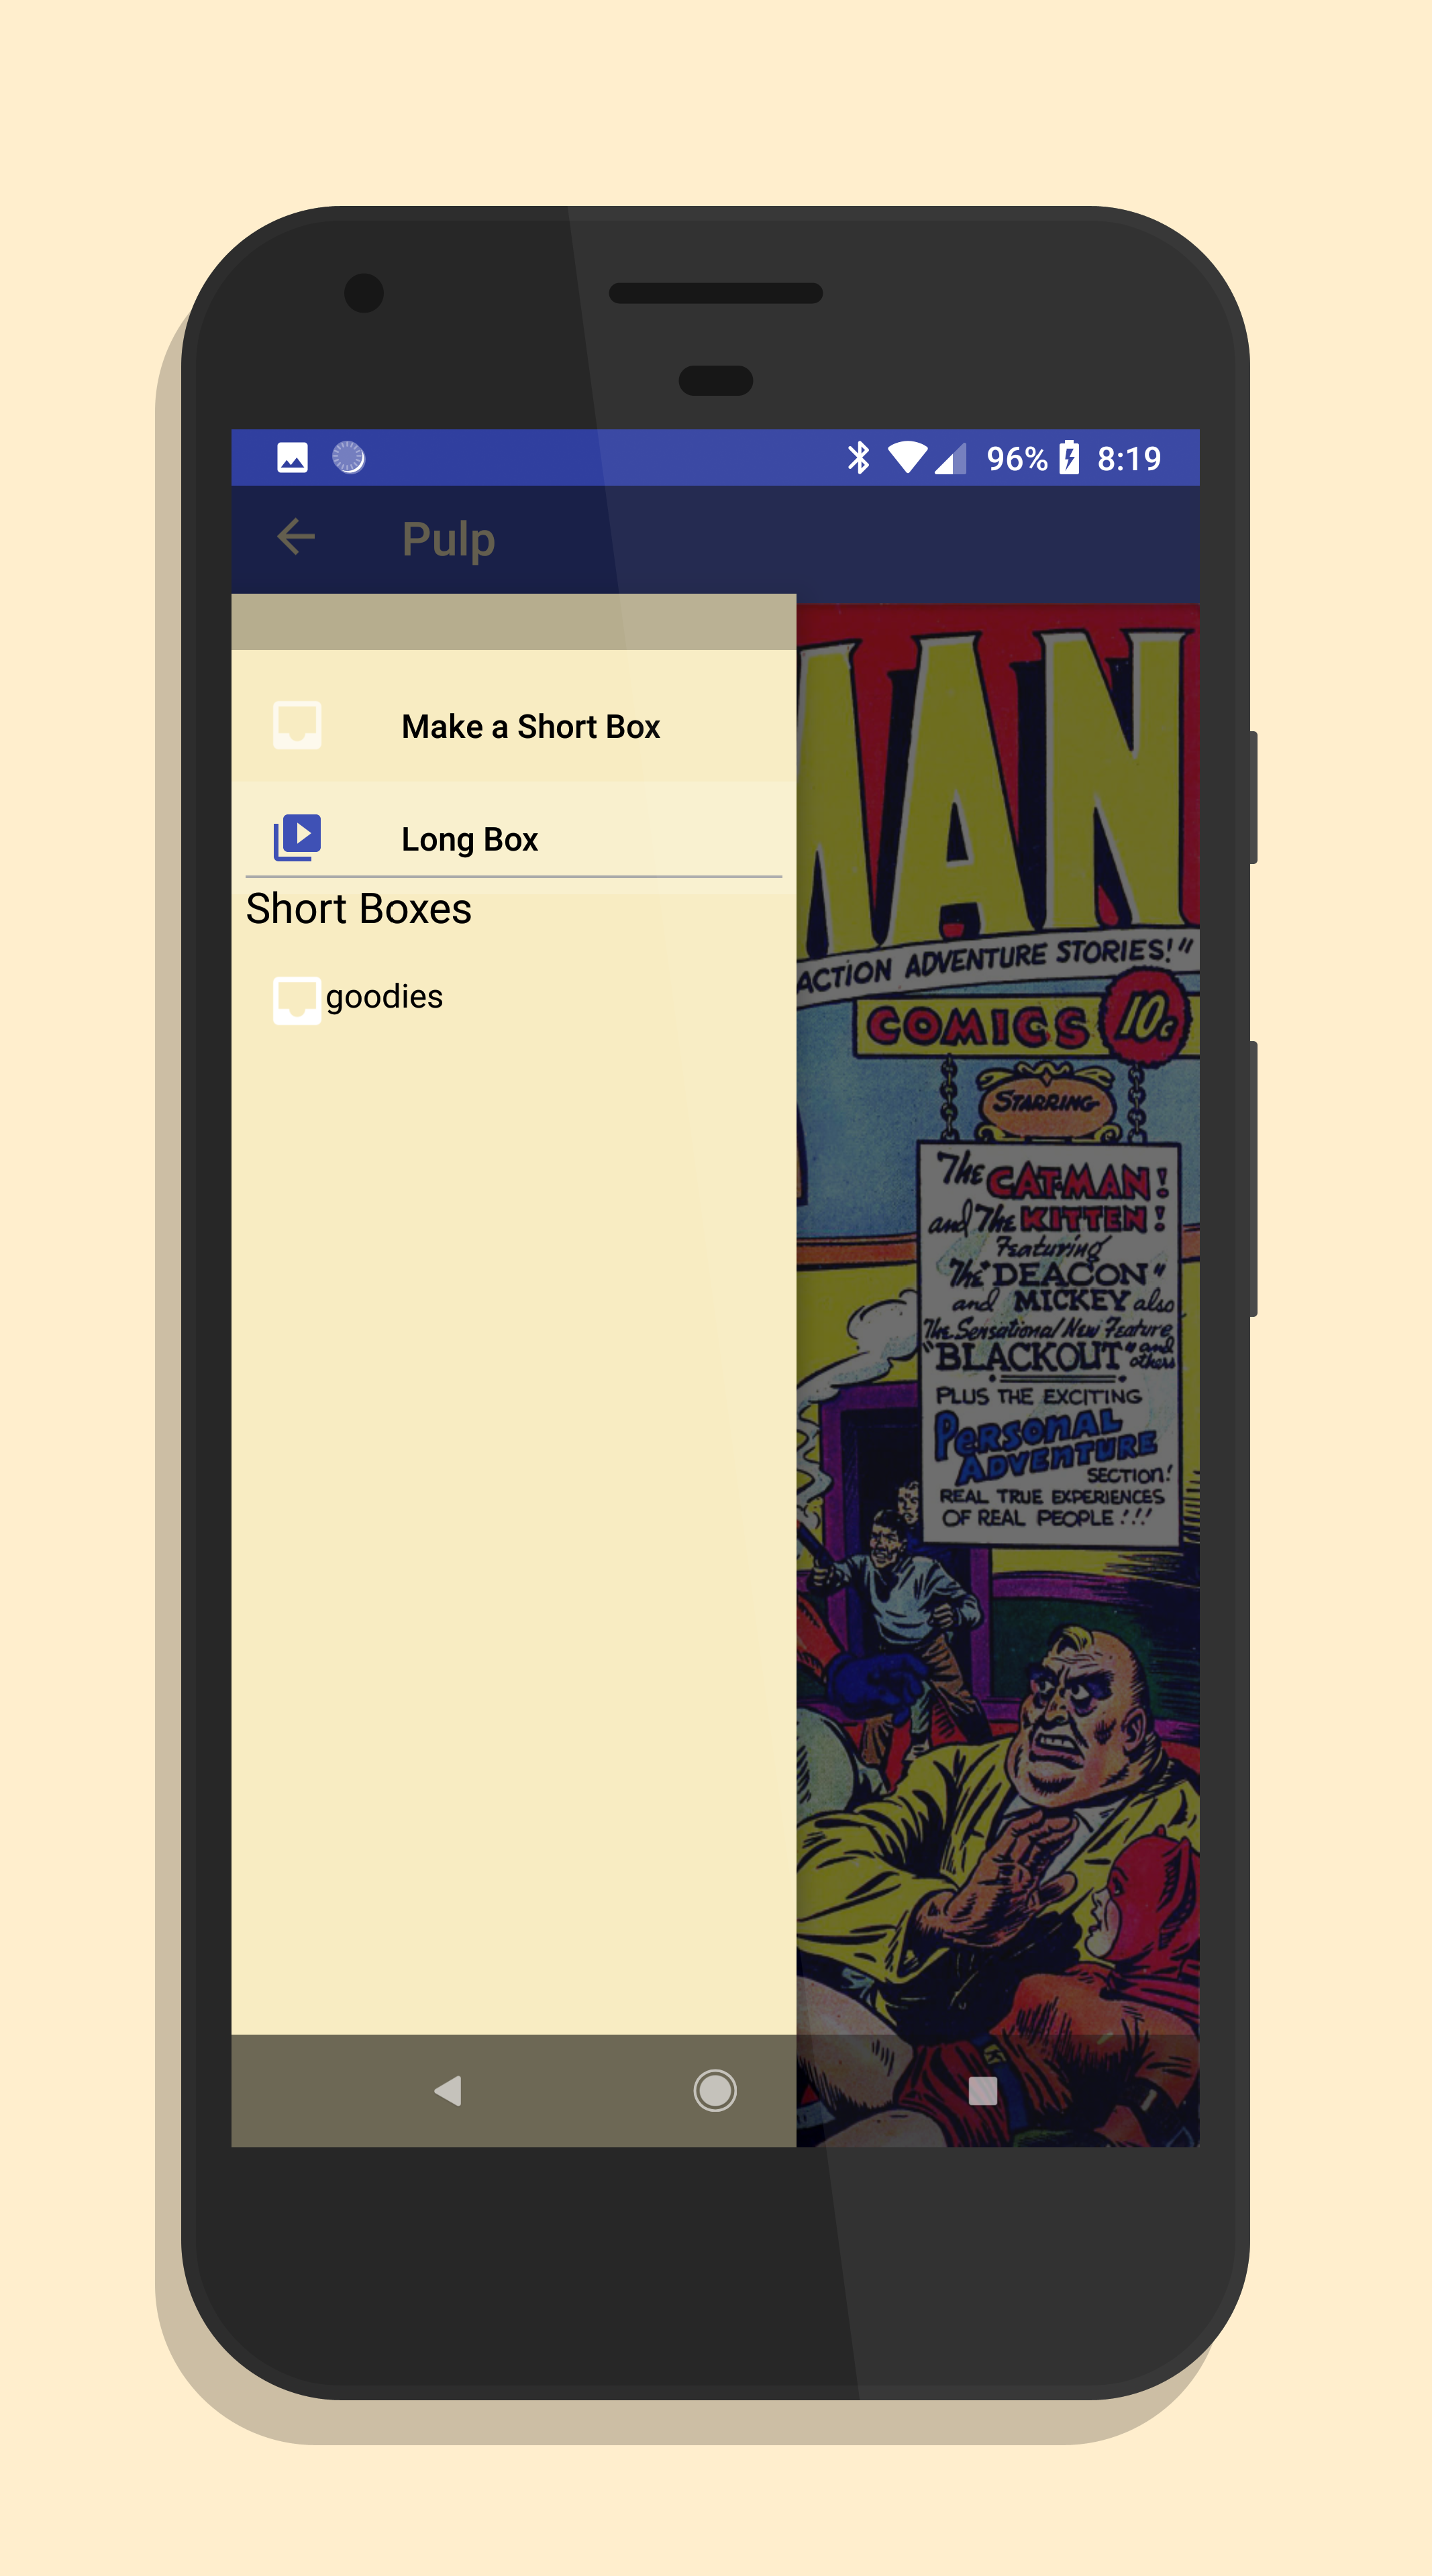 96% 8:19
Pulp
Make a Short Box
Long Box
Short Boxes
goodies
MAN
ACTION ADVENTURE STORIES!"
COMICS 10c
STARRING
The CAT-MAN!
and The KITTEN!
Featuring
The "DEACON"
and MICKEY also
The Sensational New Feature
"BLACKOUT" and
others
PLUS THE EXCITING
PERSONAL
ADVENTURE
SECTION!
REAL TRUE EXPERIENCES
OF REAL PEOPLE!!!